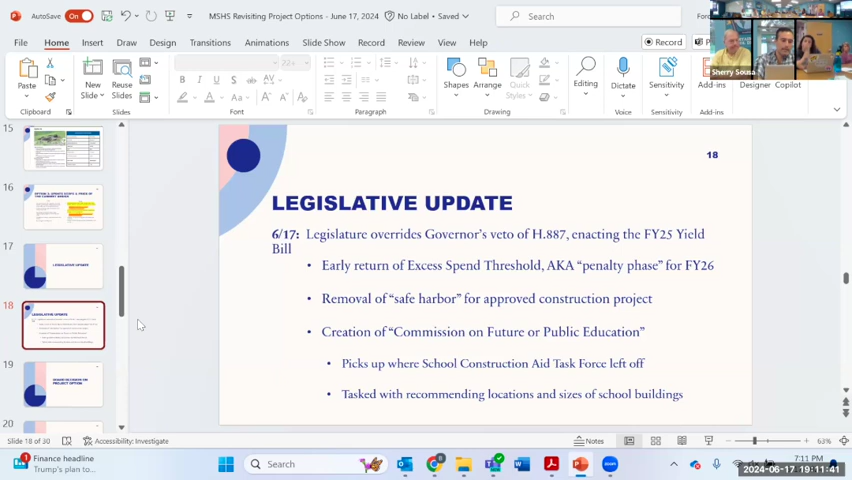 AutoSave
On
MSHS Revisiting Project Options - June 17, 2024
No Label
Saved
Search
File
Home
Insert
Draw
Design
Transitions
Animations
Slide Show
Record
Review
View
Help
Record
Sherry Sousa
Paste
New
Slide
Reuse
Slides
Shapes
Arrange
Quick
Styles
Editing
Dictate
Sensitivity
Add-ins
Designer
Copilot
Clipboard
Slides
Font
Paragraph
Drawing
Voice
Sensitivity
Add-ins
15
16
17
LEGISLATIVE UPDATE
18
LEGISLATIVE UPDATE
19
20
18
LEGISLATIVE UPDATE
6/17: Legislature overrides Governor's veto of H.887, enacting the FY25 Yield
Bill
• Early return of Excess Spend Threshold, AKA "penalty phase" for FY26
• Removal of "safe harbor" for approved construction project
• Creation of "Commission on Future or Public Education"
• Picks up where School Construction Aid Task Force left off
• Tasked with recommending locations and sizes of school buildings
Slide 18 of 30
Accessibility: Investigate
Notes
63%
Finance headline
Trump's plan to...
Search
7:11 PM
2024-06-17 19:11:41